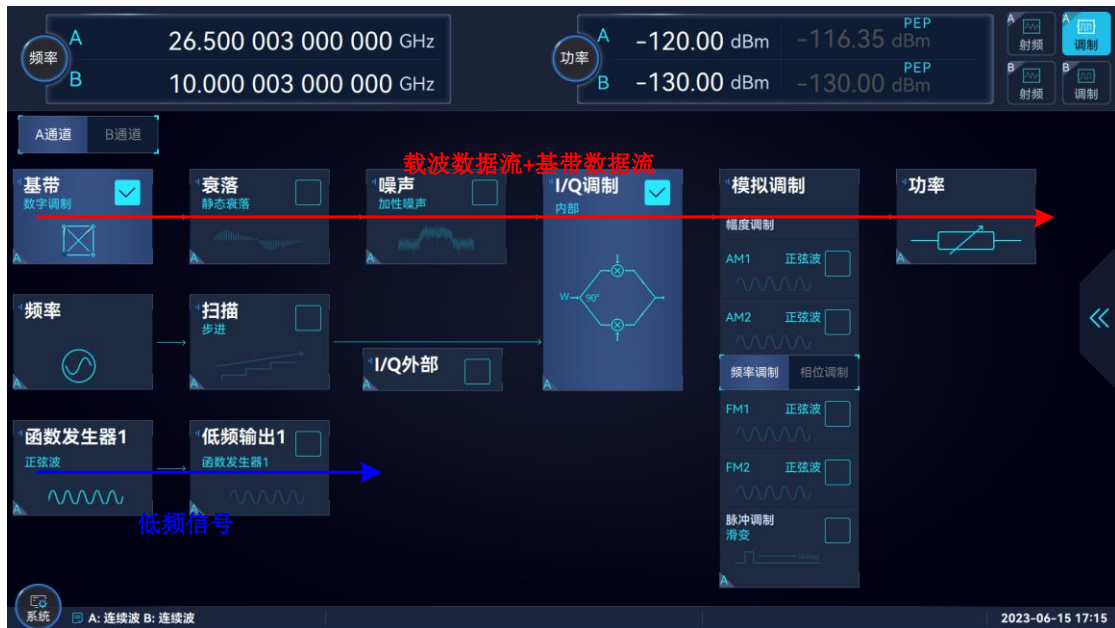 频率
A 26.500 003 000 000 GHz
B 10.000 003 000 000 GHz
功率
PEP
A -120.00 dBm -116.35 dBm
PEP
B -130.00 dBm -130.00 dBm
A 射频
A 调制
B 射频
B 调制
A通道 B通道
载波数据流+基带数据流
基带
数字调制
A
衰落
静态衰落
A
噪声
加性噪声
A
I/Q调制
内部
W 90°
A
模拟调制
幅度调制
AM1 正弦波
AM2 正弦波
频率调制 相位调制
FM1 正弦波
FM2 正弦波
脉冲调制
滑变
A
功率
A
频率
A
扫描
步进
A
I/Q外部
A
函数发生器1
正弦波
A
低频输出1
函数发生器1
A
低频信号
系统
A: 连续波 B: 连续波
2023-06-15 17:15